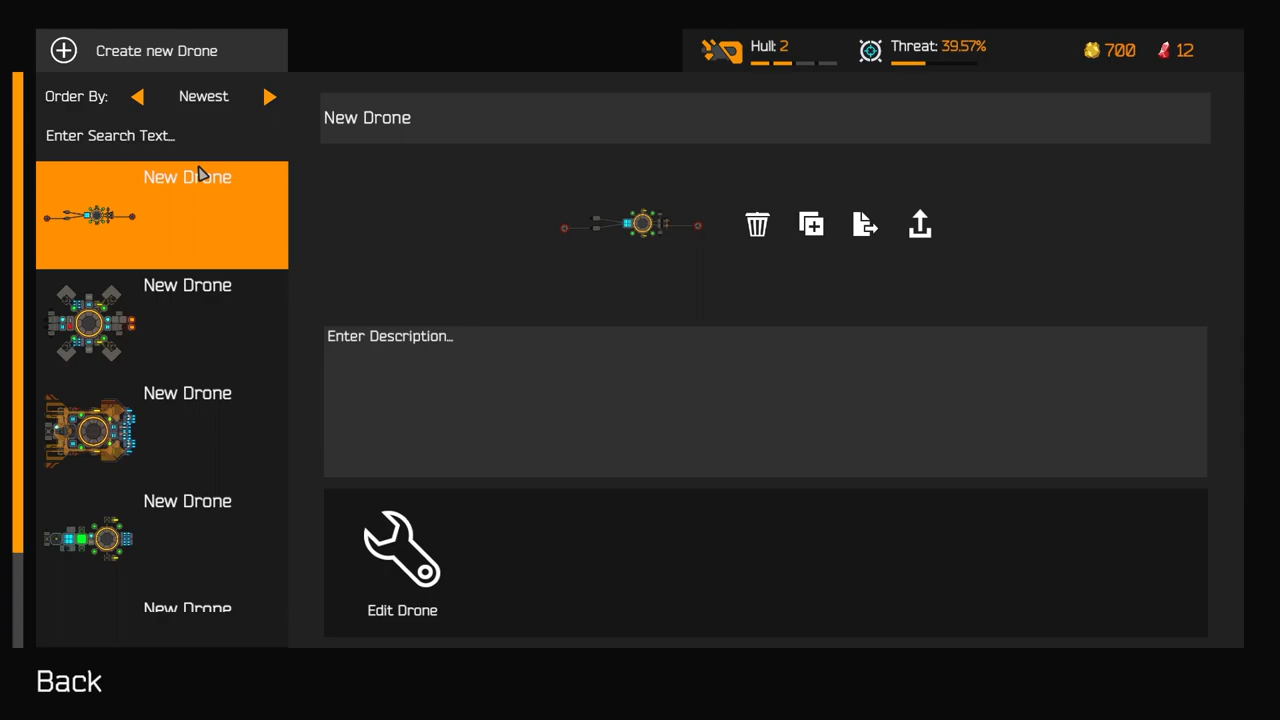 Create new Drone
Hull: 2
Threat: 39.57%
700
12
Order By:
Newest
Enter Search Text...
New Drone
New Drone
New Drone
New Drone
New Drone
New Drone
Enter Description...
Edit Drone
Back